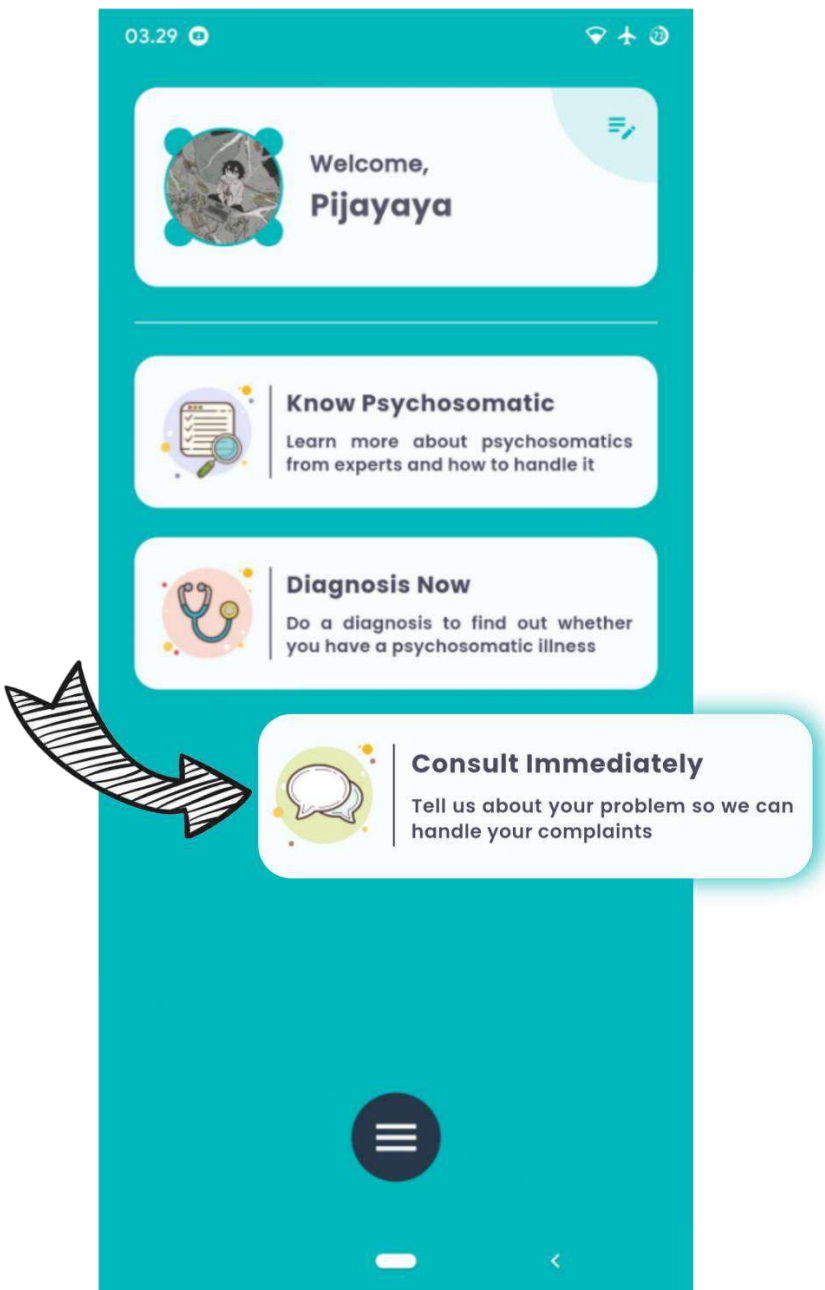 03.29
72
Welcome,
Pijayaya
Know Psychosomatic
Learn more about psychosomatics
from experts and how to handle it
Diagnosis Now
Do a diagnosis to find out whether
you have a psychosomatic illness
Consult Immediately
Tell us about your problem so we can
handle your complaints